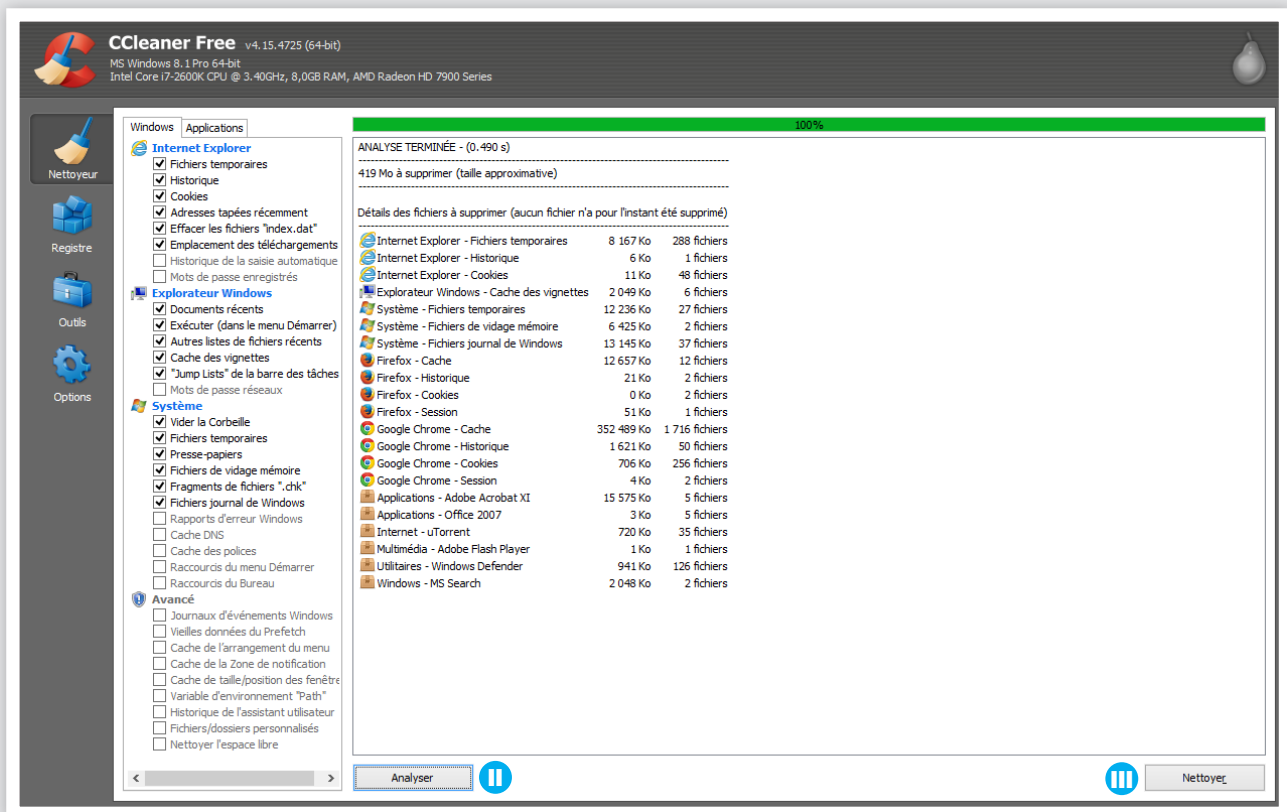 CCleaner Free v4.15.4725 (64-bit)
MS Windows 8.1 Pro 64-bit
Intel Core i7-2600K CPU @ 3.40GHz, 8,0GB RAM, AMD Radeon HD 7900 Series
Nettoyeur
Registre
Outils
Options
Windows Applications
Internet Explorer
Fichiers temporaires
Historique
Cookies
Adresses tapées récemment
Effacer les fichiers "index.dat"
Emplacement des téléchargements
Historique de la saisie automatique
Mots de passe enregistrés
Explorateur Windows
Documents récents
Exécuter (dans le menu Démarrer)
Autres listes de fichiers récents
Cache des vignettes
"Jump Lists" de la barre des tâches
Mots de passe réseaux
Système
Vider la Corbeille
Fichiers temporaires
Presse-papiers
Fichiers de vidage mémoire
Fragments de fichiers ".chk"
Fichiers journal de Windows
Rapports d'erreur Windows
Cache DNS
Cache des polices
Raccourcis du menu Démarrer
Raccourcis du Bureau
Avancé
Journaux d'événements Windows
Vieilles données du Prefetch
Cache de l'arrangement du menu
Cache de la Zone de notification
Cache de taille/position des fenêtre
Variable d'environnement "Path"
Historique de l'assistant utilisateur
Fichiers/dossiers personnalisés
Nettoyer l'espace libre
100%
ANALYSE TERMINÉE - (0.490 s)
419 Mo à supprimer (taille approximative)
Détails des fichiers à supprimer (aucun fichier n'a pour l'instant été supprimé)
Internet Explorer - Fichiers temporaires 8 167 Ko 288 fichiers
Internet Explorer - Historique 6 Ko 1 fichiers
Internet Explorer - Cookies 11 Ko 48 fichiers
Explorateur Windows - Cache des vignettes 2 049 Ko 6 fichiers
Système - Fichiers temporaires 12 236 Ko 27 fichiers
Système - Fichiers de vidage mémoire 6 425 Ko 2 fichiers
Système - Fichiers journal de Windows 13 145 Ko 37 fichiers
Firefox - Cache 12 657 Ko 12 fichiers
Firefox - Historique 21 Ko 2 fichiers
Firefox - Cookies 0 Ko 2 fichiers
Firefox - Session 51 Ko 1 fichiers
Google Chrome - Cache 352 489 Ko 1 716 fichiers
Google Chrome - Historique 1 621 Ko 50 fichiers
Google Chrome - Cookies 706 Ko 256 fichiers
Google Chrome - Session 4 Ko 2 fichiers
Applications - Adobe Acrobat XI 15 575 Ko 5 fichiers
Applications - Office 2007 3 Ko 5 fichiers
Internet - uTorrent 720 Ko 35 fichiers
Multimédia - Adobe Flash Player 1 Ko 1 fichiers
Utilitaires - Windows Defender 941 Ko 126 fichiers
Windows - MS Search 2 048 Ko 2 fichiers
Analyser II III Nettoyer